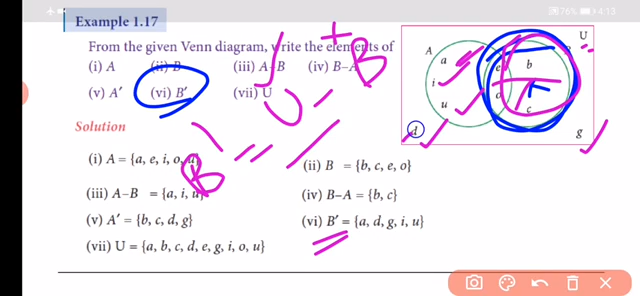 76% 4:13
Example 1.17
From the given Venn diagram, write the elements of
(i) A (ii) B (iii) A–B (iv) B–A
(v) A′ (vi) B′ (vii) U
A a i u e o b c d g U
B′ = U – B
Solution
(i) A = {a, e, i, o, u}
(ii) B = {b, c, e, o}
(iii) A–B = {a, i, u}
(iv) B–A = {b, c}
(v) A′ = {b, c, d, g}
(vi) B′ = {a, d, g, i, u}
(vii) U = {a, b, c, d, e, g, i, o, u}